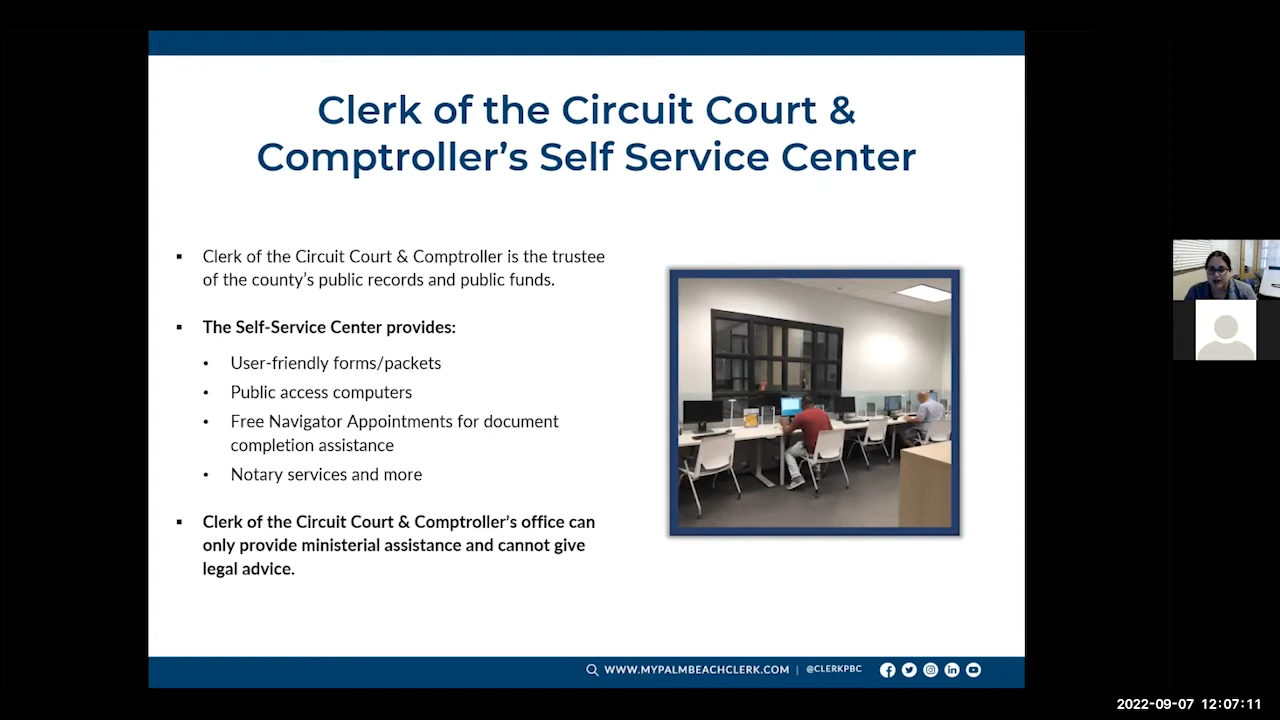 Clerk of the Circuit Court &
Comptroller's Self Service Center
▪ Clerk of the Circuit Court & Comptroller is the trustee
of the county's public records and public funds.
▪ The Self-Service Center provides:
• User-friendly forms/packets
• Public access computers
• Free Navigator Appointments for document
completion assistance
• Notary services and more
▪ Clerk of the Circuit Court & Comptroller's office can
only provide ministerial assistance and cannot give
legal advice.
WWW.MYPALMBEACHCLERK.COM | @CLERKPBC
2022-09-07 12:07:11